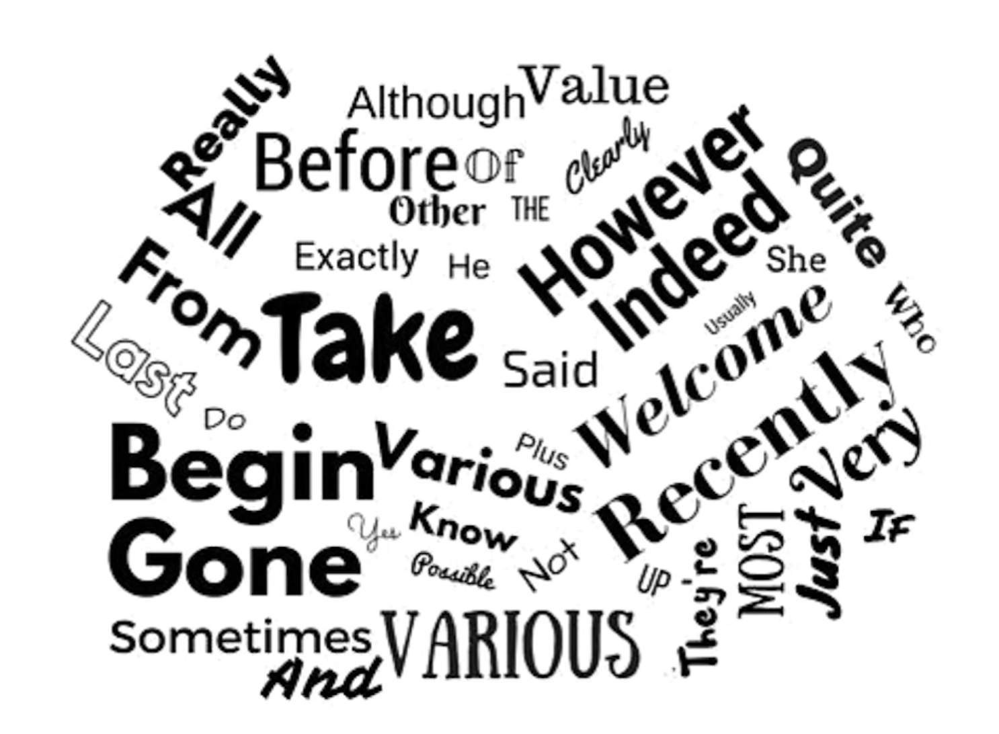 Really
Although
Value
Before
Of
Clearly
However
Quite
All
Other
THE
Indeed
From
Exactly
He
She
Take
Usually
Who
Last
Said
Welcome
Do
Recently
Begin
Various
Plus
Very
Gone
Yes
Know
Possible
Not
UP
They're
MOST
Just
IF
Sometimes
VARIOUS
And